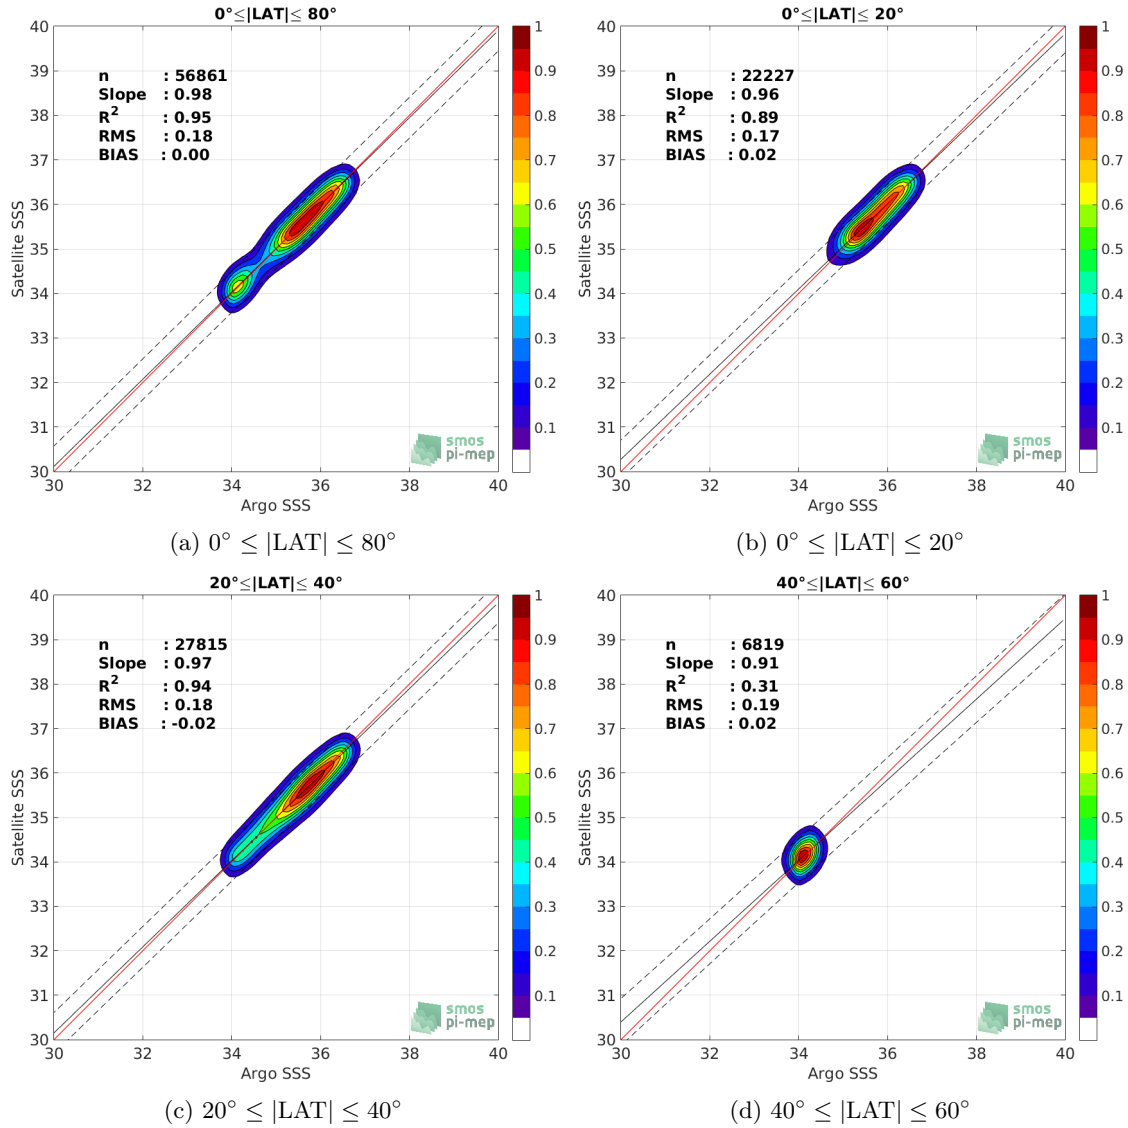 0°≤|LAT|≤ 80°
n : 56861
Slope : 0.98
R2 : 0.95
RMS : 0.18
BIAS : 0.00
Satellite SSS
40
39
38
37
36
35
34
33
32
31
30
30 32 34 36 38 40
Argo SSS
1
0.9
0.8
0.7
0.6
0.5
0.4
0.3
0.2
0.1
smos
pi-mep
(a) 0° ≤ |LAT| ≤ 80°
0°≤|LAT|≤ 20°
n : 22227
Slope : 0.96
R2 : 0.89
RMS : 0.17
BIAS : 0.02
Satellite SSS
40
39
38
37
36
35
34
33
32
31
30
30 32 34 36 38 40
Argo SSS
1
0.9
0.8
0.7
0.6
0.5
0.4
0.3
0.2
0.1
smos
pi-mep
(b) 0° ≤ |LAT| ≤ 20°
20°≤|LAT|≤ 40°
n : 27815
Slope : 0.97
R2 : 0.94
RMS : 0.18
BIAS : -0.02
Satellite SSS
40
39
38
37
36
35
34
33
32
31
30
30 32 34 36 38 40
Argo SSS
1
0.9
0.8
0.7
0.6
0.5
0.4
0.3
0.2
0.1
smos
pi-mep
(c) 20° ≤ |LAT| ≤ 40°
40°≤|LAT|≤ 60°
n : 6819
Slope : 0.91
R2 : 0.31
RMS : 0.19
BIAS : 0.02
Satellite SSS
40
39
38
37
36
35
34
33
32
31
30
30 32 34 36 38 40
Argo SSS
1
0.9
0.8
0.7
0.6
0.5
0.4
0.3
0.2
0.1
smos
pi-mep
(d) 40° ≤ |LAT| ≤ 60°